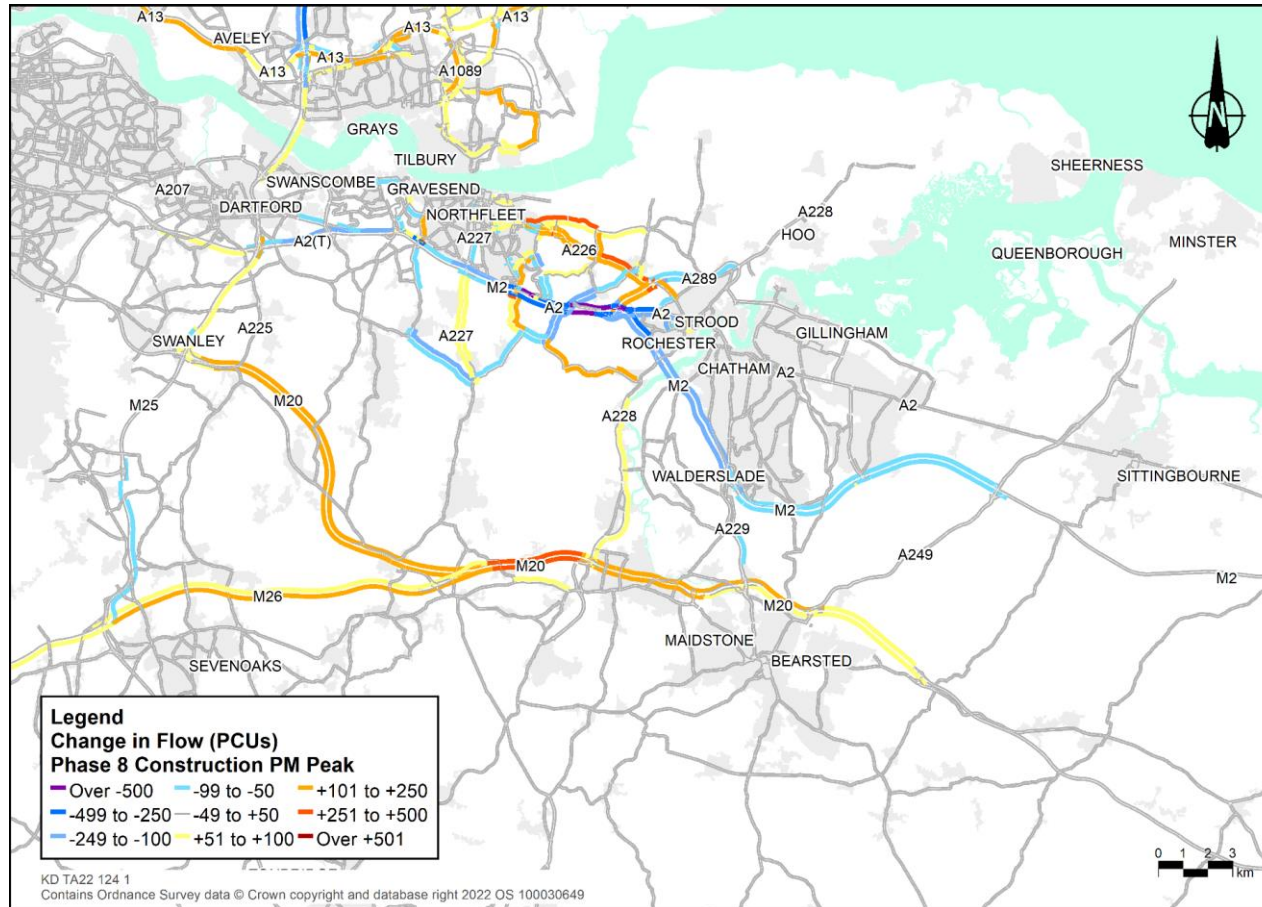 A13
A13
AVELEY
A13
A13
A13
A1089
GRAYS
TILBURY
SHEERNESS
A207
SWANSCOMBE
DARTFORD
GRAVESEND
NORTHFLEET
A228
HOO
MINSTER
A2(T)
A227
A226
QUEENBOROUGH
M2
A289
A2
A2
STROOD
A225
SWANLEY
A227
ROCHESTER
GILLINGHAM
CHATHAM
A2
M2
M25
M20
A228
A2
WALDERSLADE
SITTINGBOURNE
M2
A229
A249
M20
M2
M26
M20
MAIDSTONE
SEVENOAKS
BEARSTED
N
Legend
Change in Flow (PCUs)
Phase 8 Construction PM Peak
Over -500 -99 to -50 +101 to +250
-499 to -250 -49 to +50 +251 to +500
-249 to -100 +51 to +100 Over +501
0 1 2 3
km
KD TA22 124 1
Contains Ordnance Survey data © Crown copyright and database right 2022 OS 100030649